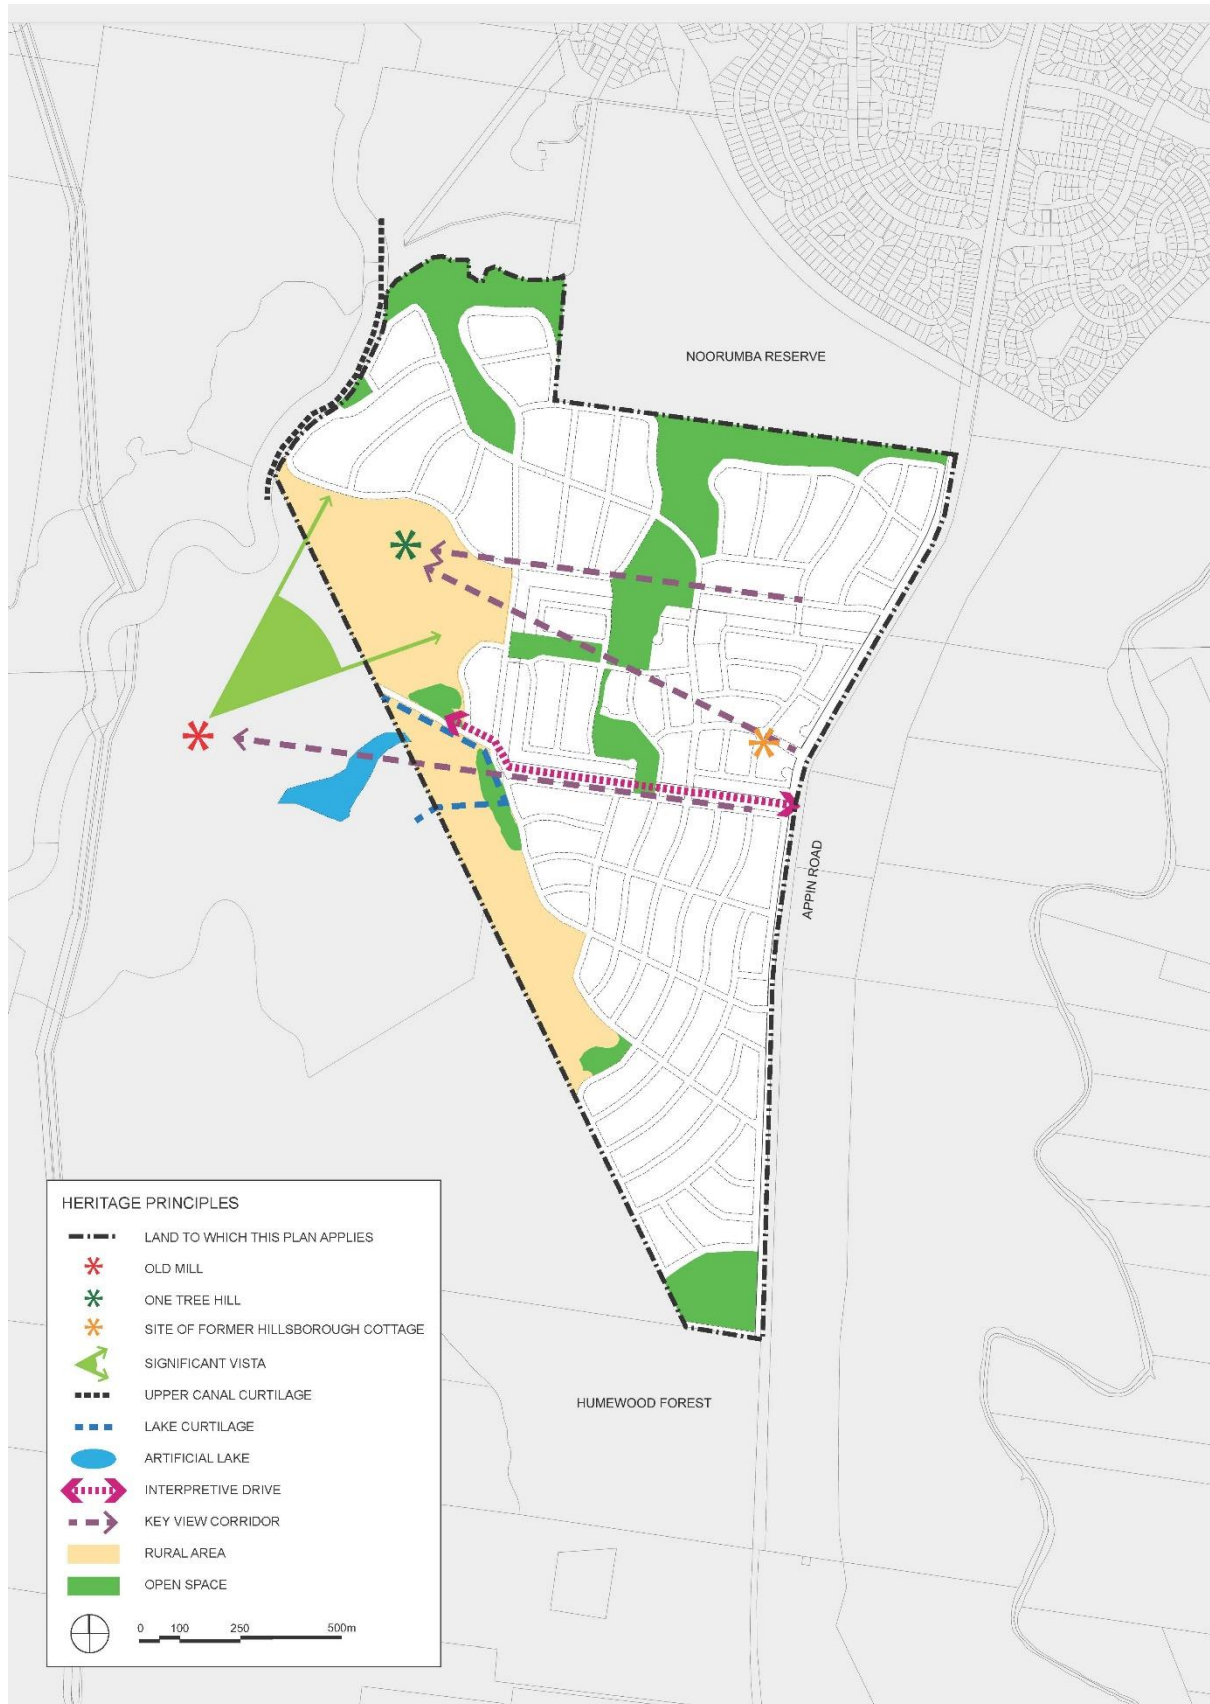 NOORUMBA RESERVE
APPIN ROAD
HUMEWOOD FOREST
HERITAGE PRINCIPLES
LAND TO WHICH THIS PLAN APPLIES
OLD MILL
ONE TREE HILL
SITE OF FORMER HILLSBOROUGH COTTAGE
SIGNIFICANT VISTA
UPPER CANAL CURTILAGE
LAKE CURTILAGE
ARTIFICIAL LAKE
INTERPRETIVE DRIVE
KEY VIEW CORRIDOR
RURAL AREA
OPEN SPACE
0 100 250 500m